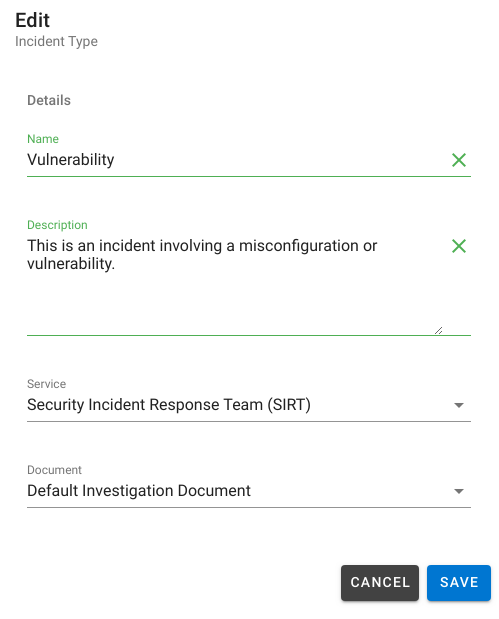 Edit
Incident Type
Details
Name
Vulnerability
Description
This is an incident involving a misconfiguration or
vulnerability.
Service
Security Incident Response Team (SIRT)
Document
Default Investigation Document
CANCEL
SAVE